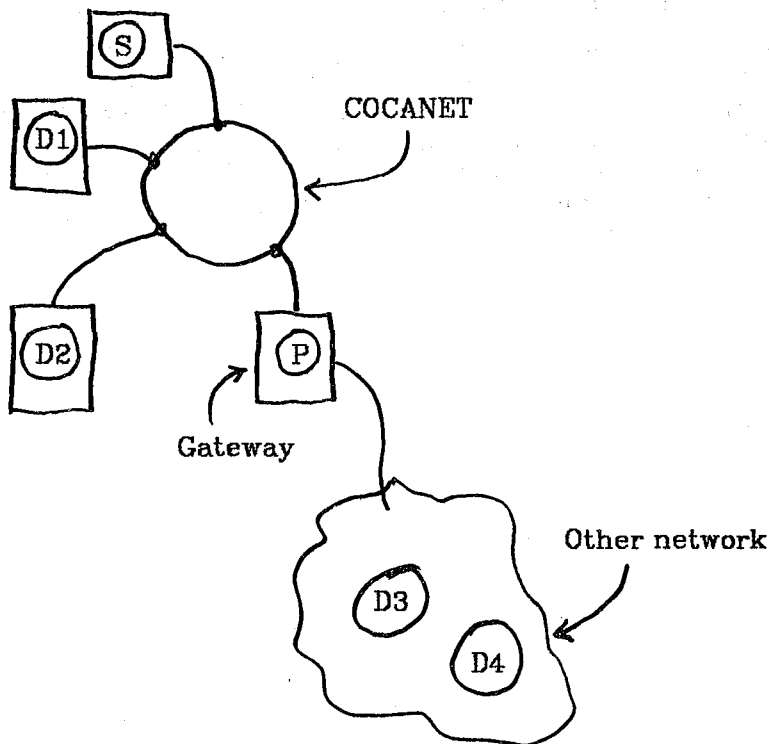 S
COCANET
D1
D2
P
Gateway
Other network
D3
D4